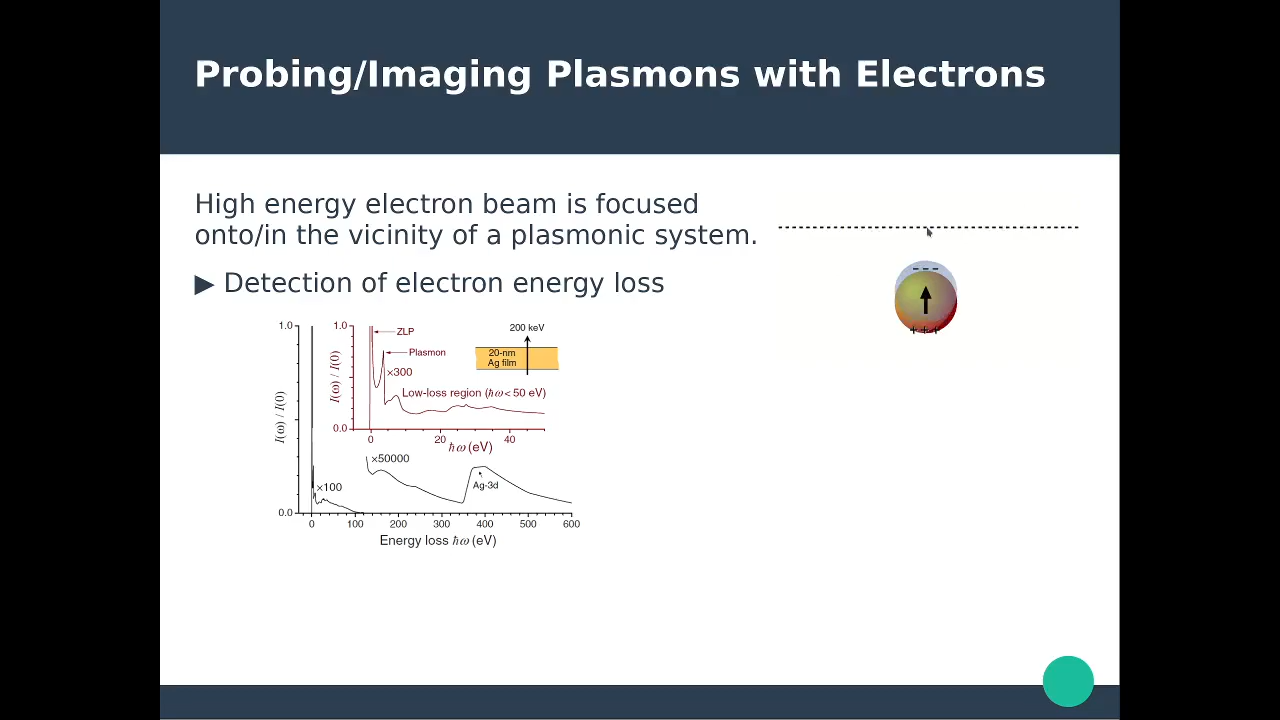 Probing/Imaging Plasmons with Electrons
High energy electron beam is focused
onto/in the vicinity of a plasmonic system.
▶ Detection of electron energy loss
- - -
+ + +
1.0
0.0
I(ω) / I(0)
×100
×50000
Ag-3d
0 100 200 300 400 500 600
Energy loss ħω (eV)
1.0
0.0
I(ω) / I(0)
ZLP
Plasmon
×300
Low-loss region (ħω < 50 eV)
0 20 40
ħω (eV)
200 keV
20-nm
Ag film